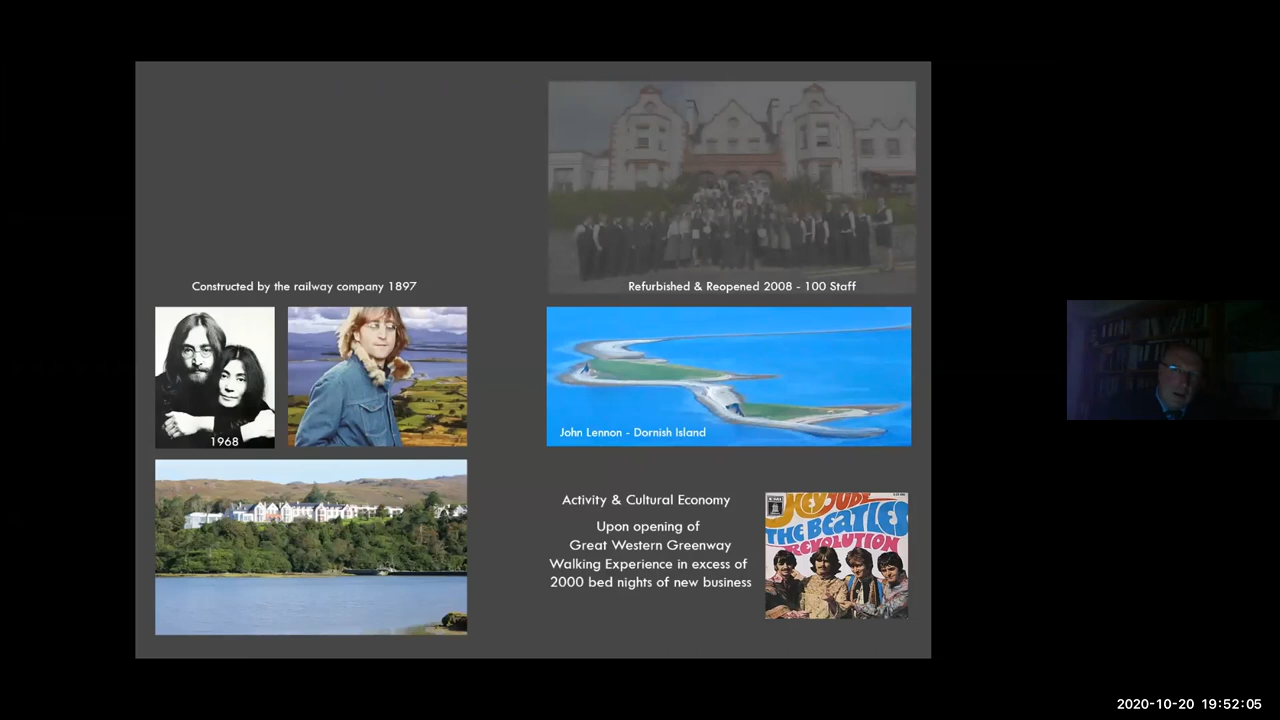 Constructed by the railway company 1897
Refurbished & Reopened 2008 - 100 Staff
1968
John Lennon - Dornish Island
Activity & Cultural Economy
Upon opening of
Great Western Greenway
Walking Experience in excess of
2000 bed nights of new business
HEY JUDE
THE BEATLES
REVOLUTION
2020-10-20 19:52:05